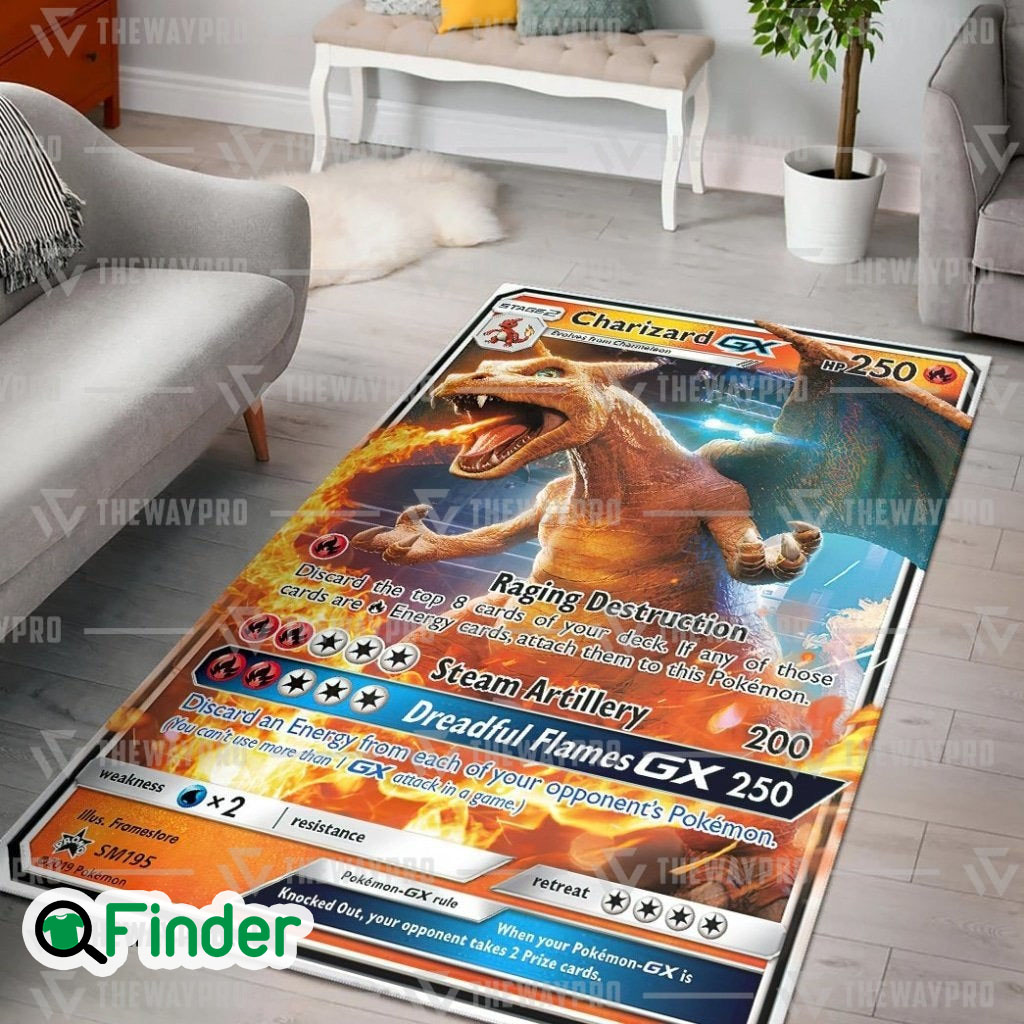 THEWAYPRO
STAGE2
Charizard GX
Evolves from Charmeleon
HP250
Raging Destruction
Discard the top 8 cards of your deck. If any of those
cards are Energy cards, attach them to this Pokémon.
Steam Artillery 200
Dreadful Flames GX 250
Discard an Energy from each of your opponent's Pokémon.
(You can't use more than 1 GX attack in a game.)
weakness ×2
resistance
retreat
Illus. Framestore
SM195
©2019 Pokémon
Pokémon-GX rule
When your Pokémon-GX is
Knocked Out, your opponent takes 2 Prize cards.
Finder